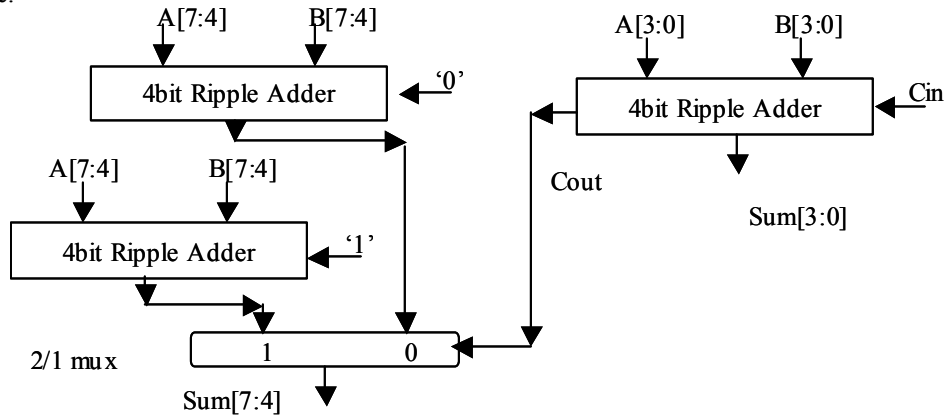 A[7:4]
B[7:4]
4bit Ripple Adder
‘0’
A[3:0]
B[3:0]
4bit Ripple Adder
Cin
Cout
Sum[3:0]
A[7:4]
B[7:4]
4bit Ripple Adder
‘1’
2/1 mux
1
0
Sum[7:4]